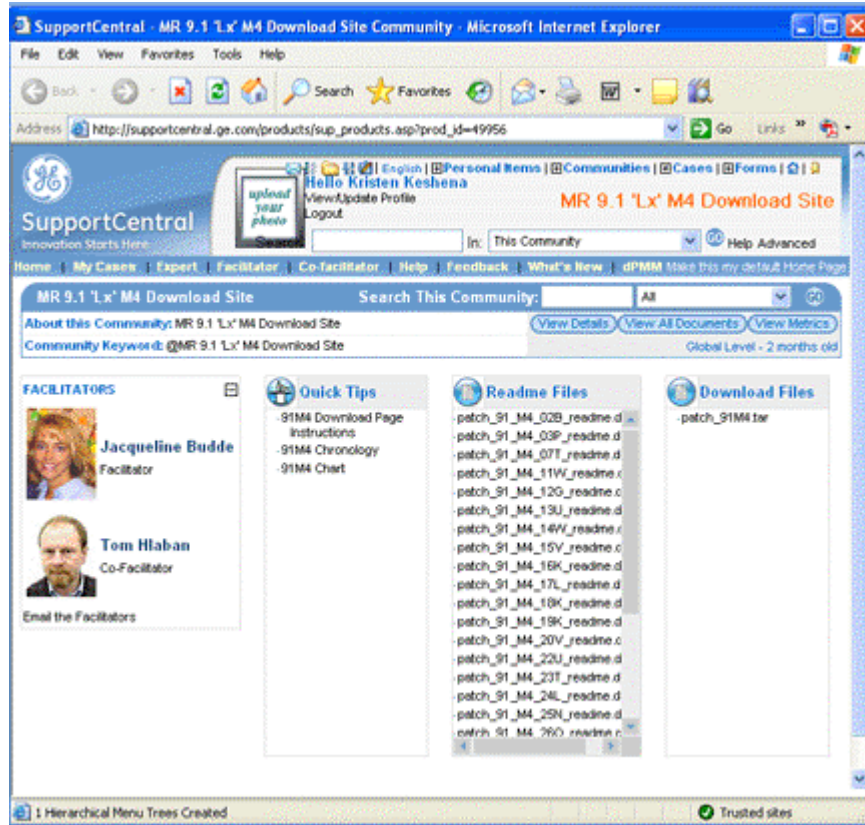 SupportCentral - MR 9.1 'Lx' M4 Download Site Community - Microsoft Internet Explorer
File Edit View Favorites Tools Help
Back Search Favorites
Address http://supportcentral.ge.com/products/sup_products.asp?prod_id=49956 Go Links
English | Personal Items | Communities | Cases | Forms
upload your photo
Hello Kristen Keshena
View/Update Profile
Logout
MR 9.1 'Lx' M4 Download Site
SupportCentral
Innovation Starts Here
Search In: This Community GO Help Advanced
Home | My Cases | Expert | Facilitator | Co-facilitator | Help | Feedback | What's New | dPMM Make this my default Home Page
MR 9.1 'Lx' M4 Download Site Search This Community: All GO
About this Community: MR 9.1 'Lx' M4 Download Site View Details View All Documents View Metrics
Community Keyword: @MR 9.1 'Lx' M4 Download Site Global Level - 2 months old
FACILITATORS
Jacqueline Budde
Facilitator
Tom Hlaban
Co-Facilitator
Email the Facilitators
Quick Tips
91M4 Download Page
Instructions
91M4 Chronology
91M4 Chart
Readme Files
patch_91_M4_02B_readme.d
patch_91_M4_03P_readme.d
patch_91_M4_07T_readme.d
patch_91_M4_11W_readme.c
patch_91_M4_12G_readme.c
patch_91_M4_13U_readme.d
patch_91_M4_14W_readme.c
patch_91_M4_15V_readme.c
patch_91_M4_16K_readme.d
patch_91_M4_17L_readme.d
patch_91_M4_18K_readme.d
patch_91_M4_19K_readme.d
patch_91_M4_20V_readme.c
patch_91_M4_22U_readme.d
patch_91_M4_23T_readme.d
patch_91_M4_24L_readme.d
patch_91_M4_25N_readme.d
patch_91_M4_26O_readme.c
Download Files
patch_91M4.tar
1 Hierarchical Menu Trees Created Trusted sites